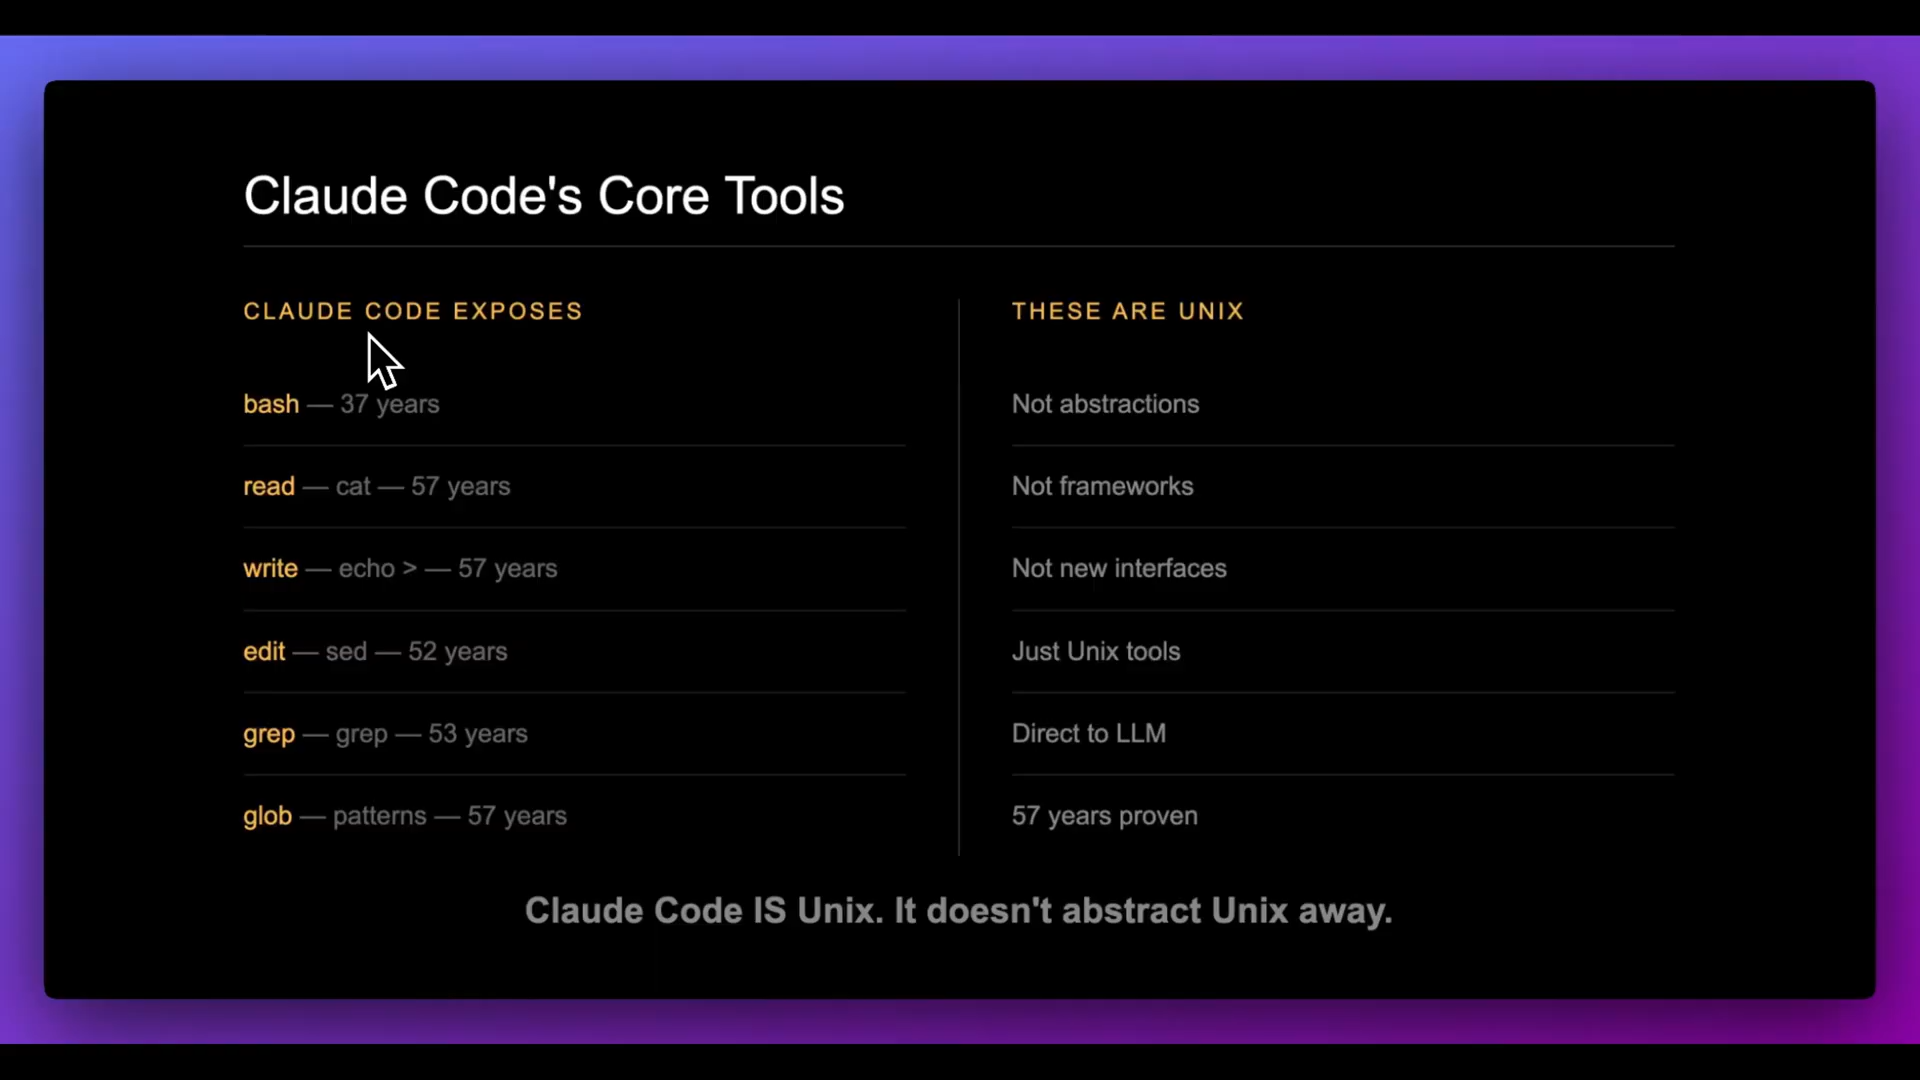 Claude Code's Core Tools
CLAUDE CODE EXPOSES
bash — 37 years
read — cat — 57 years
write — echo > — 57 years
edit — sed — 52 years
grep — grep — 53 years
glob — patterns — 57 years
THESE ARE UNIX
Not abstractions
Not frameworks
Not new interfaces
Just Unix tools
Direct to LLM
57 years proven
Claude Code IS Unix. It doesn't abstract Unix away.